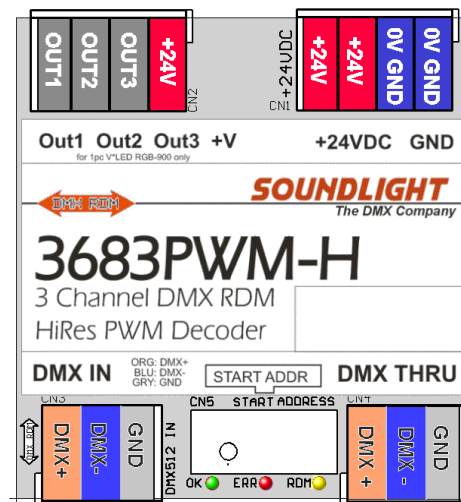 OUT1 OUT2 OUT3 +24V
CN2
+24VDC
CN1
+24V +24V 0V GND 0V GND
Out1 Out2 Out3 +V +24VDC GND
for 1pc V*LED RGB-900 only
DMX RDM
SOUNDLIGHT
The DMX Company
3683PWM-H
3 Channel DMX RDM
HiRes PWM Decoder
DMX IN
ORG: DMX+
BLU: DMX-
GRY: GND
START ADDR
DMX THRU
CN3
CN5 START ADDRESS
CN4
DMX RDM
DMX+ DMX- GND
DMX512 IN
DMX + DMX - GND
OK ERR RDM